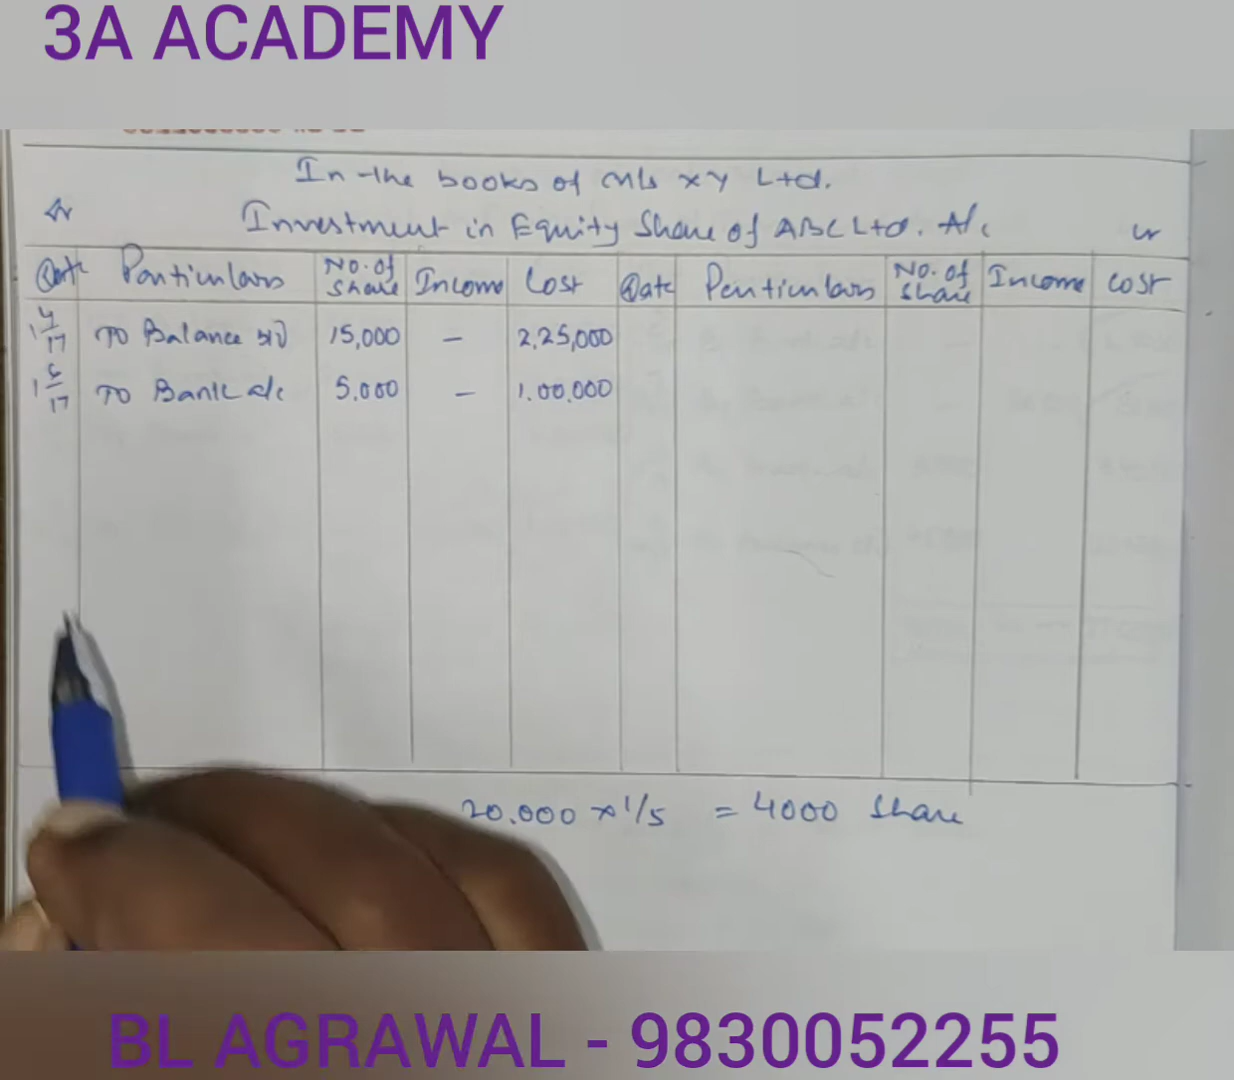 3A ACADEMY
In the books of M/s XY Ltd.
Dr
Investment in Equity Share of ABC Ltd. A/c
Cr
Date Particulars No. of Share Income Cost Date Particulars No. of Share Income Cost
1/4/17 TO Balance b/d 15,000 — 2,25,000
1/6/17 TO Bank a/c 5,000 — 1,00,000
20,000 × 1/5 = 4000 Share
BL AGRAWAL - 9830052255